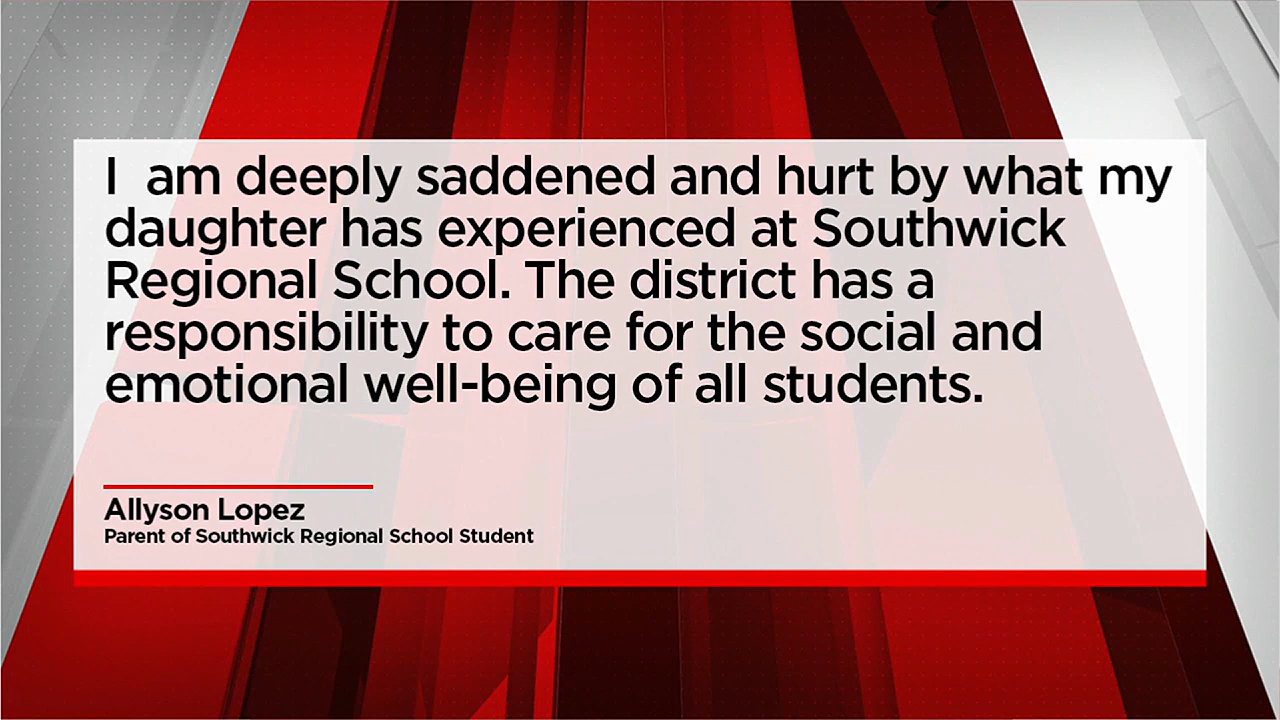 I  am deeply saddened and hurt by what my
daughter has experienced at Southwick
Regional School. The district has a
responsibility to care for the social and
emotional well-being of all students.
Allyson Lopez
Parent of Southwick Regional School Student